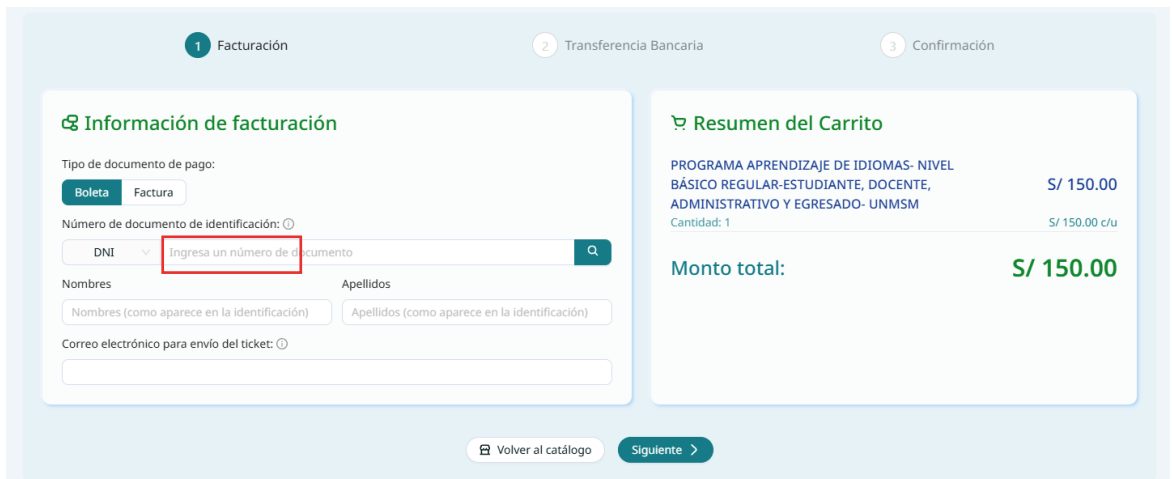 1 Facturación
2 Transferencia Bancaria
3 Confirmación
Información de facturación
Tipo de documento de pago:
Boleta Factura
Número de documento de identificación:
DNI Ingresa un número de documento
Nombres Apellidos
Nombres (como aparece en la identificación) Apellidos (como aparece en la identificación)
Correo electrónico para envío del ticket:
Resumen del Carrito
PROGRAMA APRENDIZAJE DE IDIOMAS- NIVEL
BÁSICO REGULAR-ESTUDIANTE, DOCENTE,
ADMINISTRATIVO Y EGRESADO- UNMSM
S/ 150.00
Cantidad: 1 S/ 150.00 c/u
Monto total: S/ 150.00
Volver al catálogo Siguiente